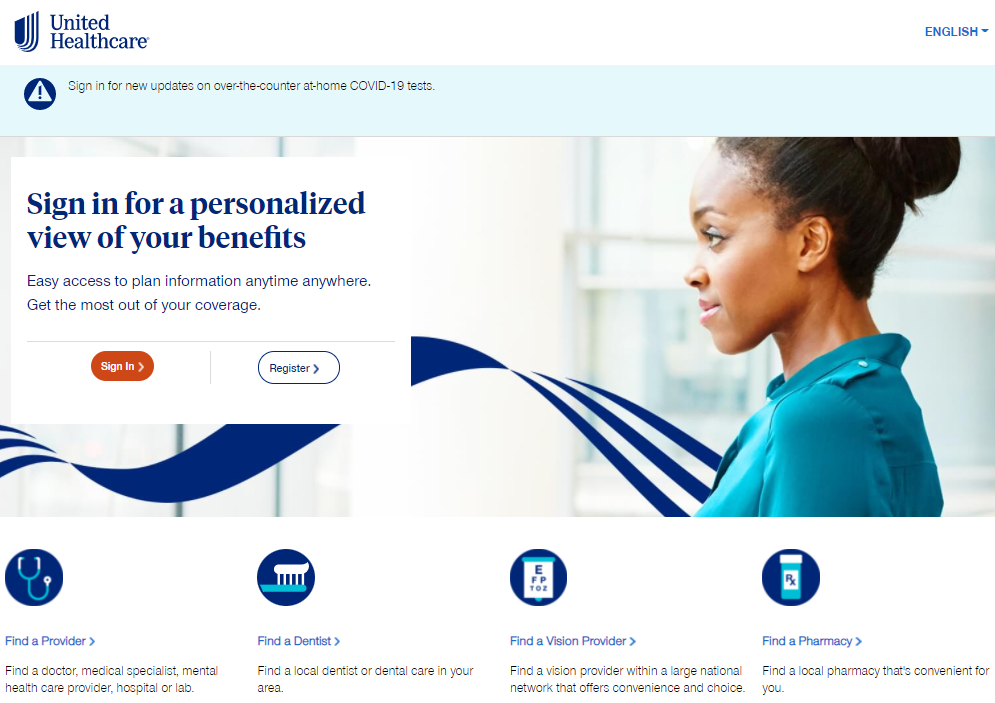 United
Healthcare
ENGLISH
Sign in for new updates on over-the-counter at-home COVID-19 tests.
Sign in for a personalized
view of your benefits
Easy access to plan information anytime anywhere.
Get the most out of your coverage.
Sign In
Register
E
F P
T O Z
Rx
Find a Provider
Find a Dentist
Find a Vision Provider
Find a Pharmacy
Find a doctor, medical specialist, mental
health care provider, hospital or lab.
Find a local dentist or dental care in your
area.
Find a vision provider within a large national
network that offers convenience and choice.
Find a local pharmacy that's convenient for
you.